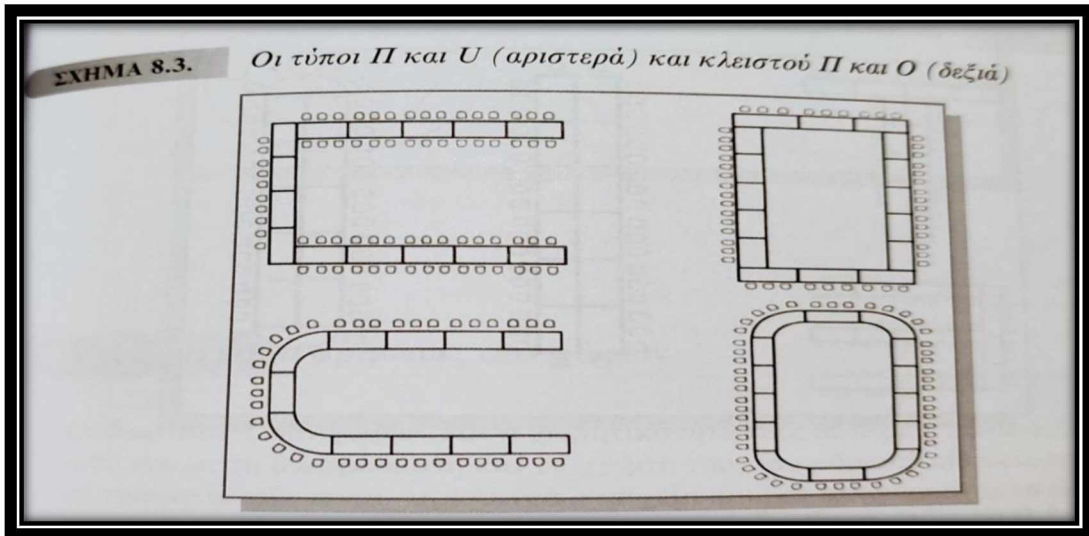 ΣΧΗΜΑ 8.3.
Οι τύποι Π και U (αριστερά) και κλειστού Π και Ο (δεξιά)